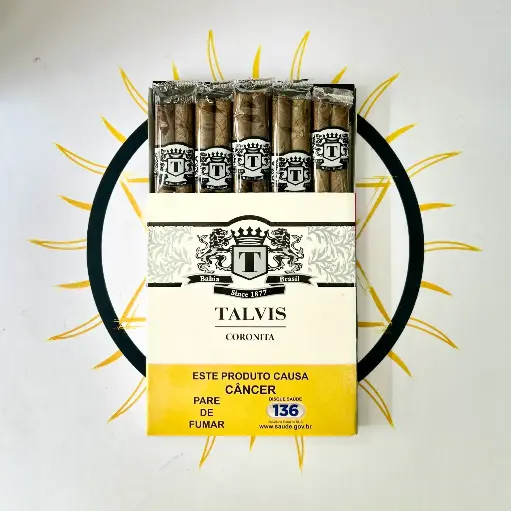 T
T
T
T
T
T
Bahia Brasil
Since 1877
TALVIS
CORONITA
ESTE PRODUTO CAUSA
CÂNCER
PARE
DE
FUMAR
DISQUE SAÚDE
136
www.saude.gov.br